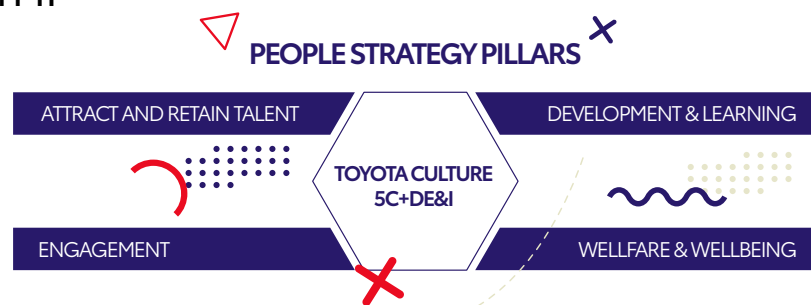 PEOPLE STRATEGY PILLARS
ATTRACT AND RETAIN TALENT
DEVELOPMENT & LEARNING
TOYOTA CULTURE
5C+DE&I
ENGAGEMENT
WELLFARE & WELLBEING